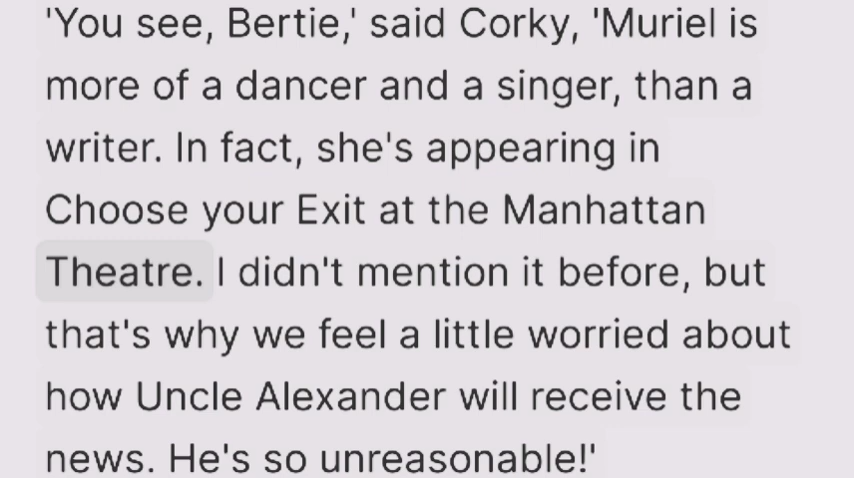 'You see, Bertie,' said Corky, 'Muriel is
more of a dancer and a singer, than a
writer. In fact, she's appearing in
Choose your Exit at the Manhattan
Theatre. I didn't mention it before, but
that's why we feel a little worried about
how Uncle Alexander will receive the
news. He's so unreasonable!'